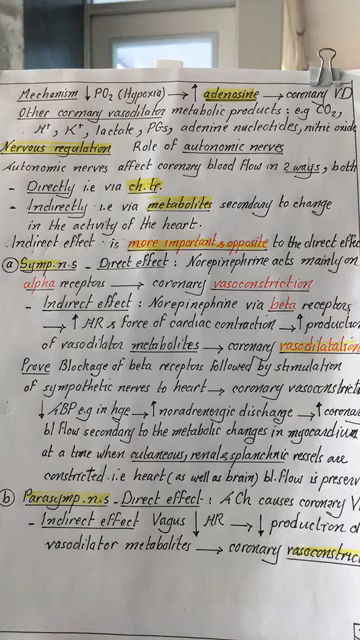 Mechanism ↓ PO2 (Hypoxia) → ↑ adenosine → coronary VD
Other coronary vasodilator metabolic products : e.g CO2,
H+, K+, lactote, PGs, adenine nucleotides, nitric oxide
Nervous regulation Role of autonomic nerves
Autonomic nerves affect coronary blood flow in 2 ways, both
- Directly i.e via ch.tr.
- Indirectly i.e via metabolites secondary to change
in the activity of the heart.
Indirect effect is more important & opposite to the direct effe
ⓐ Symp.n.s - Direct effect : Norepinephrine acts mainly on
alpha receptors → coronary vasoconstriction
- Indirect effect : Norepinephrine via beta receptors
→ ↑ HR & force of cardiac contraction → ↑ production
of vasodilator metabolites → coronary vasodilatation
Prove Blockage of beta receptors followed by stimulation
of sympathetic nerves to heart → coronary vasoconstric
↓ ABP e.g in hge → ↑ noradrenergic discharge → ↑ corona
bl flow secondary to the metabolic changes in myocardium
at a time when cutaneous, renal & splanchnic vessels are
constricted i.e heart (as well as brain) bl. flow is preserv
ⓑ Parasymp.n.s - Direct effect : ACh causes coronary V
- Indirect effect Vagus ↓ HR → ↓ production of
vasodilator metabolites → coronary vasoconstric